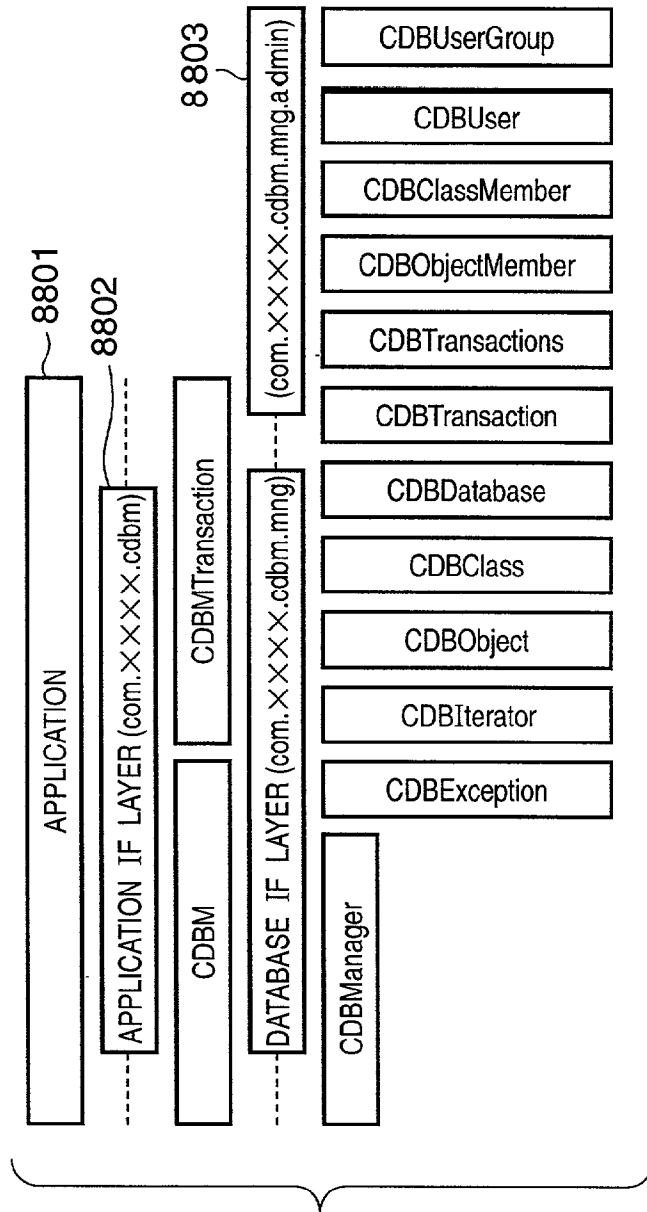 8801
APPLICATION
8802
APPLICATION IF LAYER (com.××××.cdbm)
CDBM
CDBMTransaction
8803
DATABASE IF LAYER (com.××××.cdbm.mng)
(com.××××.cdbm.mng.admin)
CDBManager
CDBException
CDBIterator
CDBObject
CDBClass
CDBDatabase
CDBTransaction
CDBTransactions
CDBObjectMember
CDBClassMember
CDBUser
CDBUserGroup